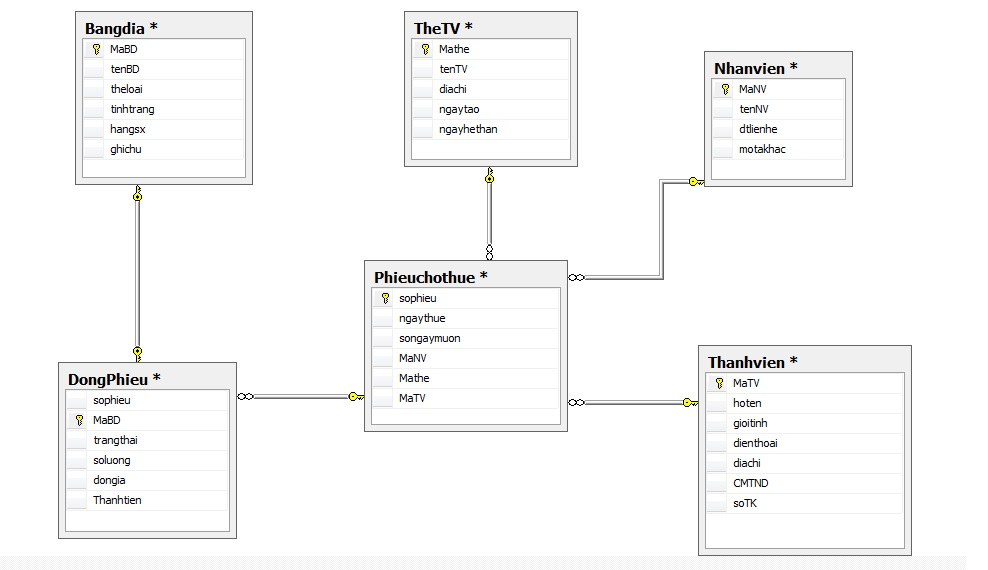 Bangdia *
MaBD
tenBD
theloai
tinhtrang
hangsx
ghichu
TheTV *
Mathe
tenTV
diachi
ngaytao
ngayhethan
Nhanvien *
MaNV
tenNV
dtlienhe
motakhac
Phieuchothue *
sophieu
ngaythue
songaymuon
MaNV
Mathe
MaTV
DongPhieu *
sophieu
MaBD
trangthai
soluong
dongia
Thanhtien
Thanhvien *
MaTV
hoten
gioitinh
dienthoai
diachi
CMTND
soTK